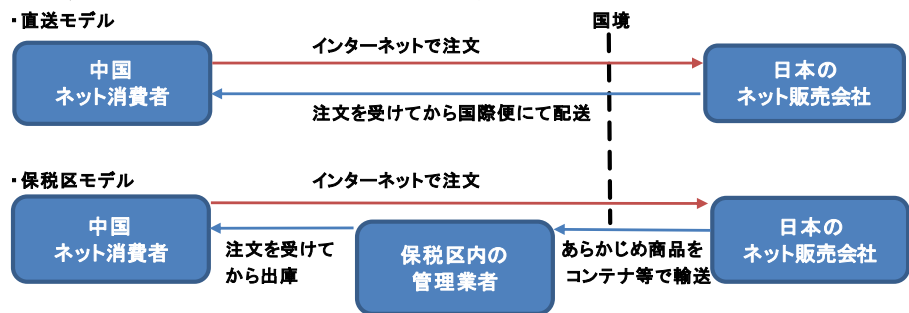 ・直送モデル
国境
インターネットで注文
中国
ネット消費者
日本の
ネット販売会社
注文を受けてから国際便にて配送
・保税区モデル
インターネットで注文
中国
ネット消費者
注文を受けて
から出庫
保税区内の
管理業者
あらかじめ商品を
コンテナ等で輸送
日本の
ネット販売会社